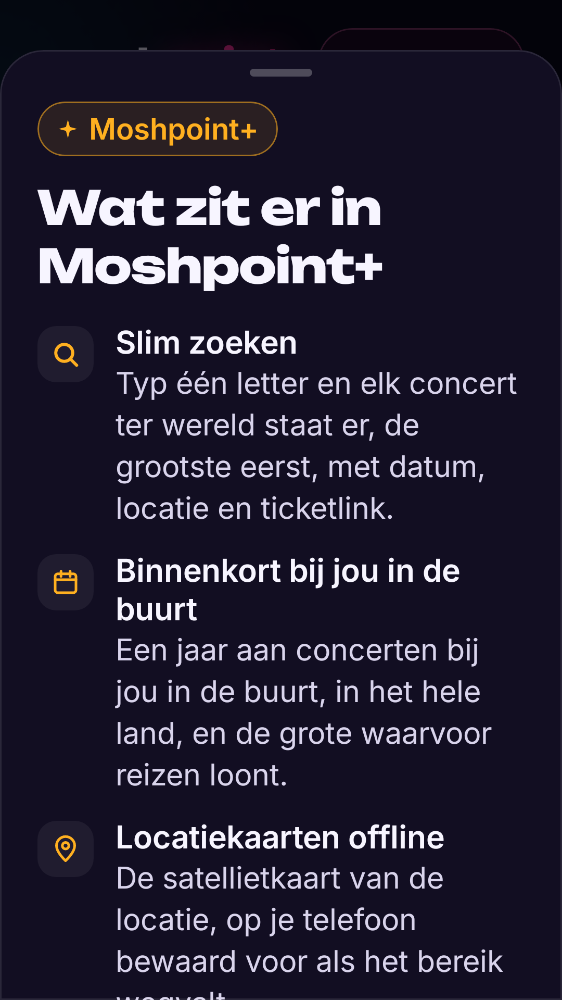 Moshpoint+
Wat zit er in
Moshpoint+
Slim zoeken
Typ één letter en elk concert
ter wereld staat er, de
grootste eerst, met datum,
locatie en ticketlink.
Binnenkort bij jou in de
buurt
Een jaar aan concerten bij
jou in de buurt, in het hele
land, en de grote waarvoor
reizen loont.
Locatiekaarten offline
De satellietkaart van de
locatie, op je telefoon
bewaard voor als het bereik